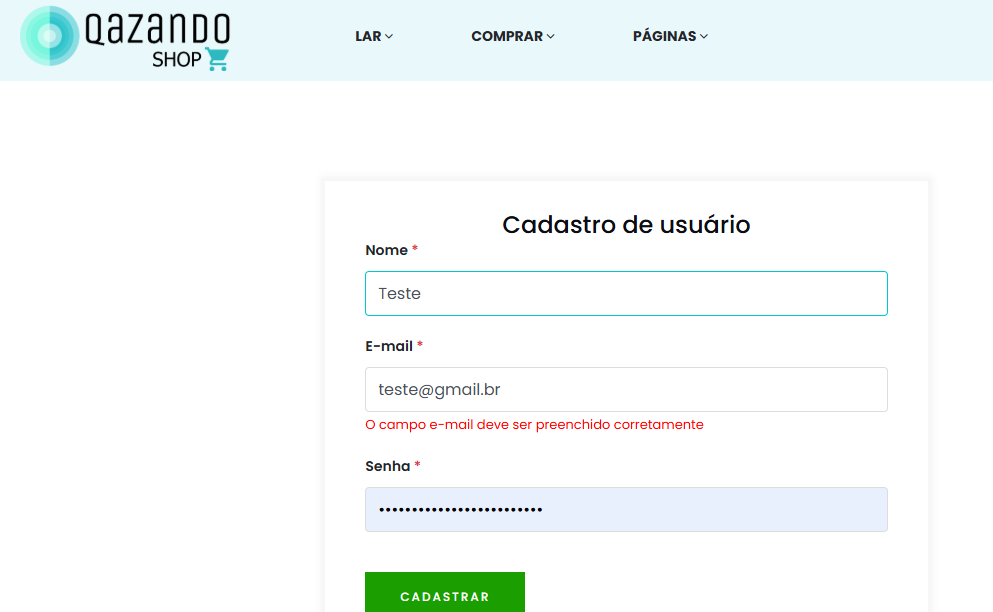 Qazando
SHOP
LAR
COMPRAR
PÁGINAS
Cadastro de usuário
Nome *
Teste
E-mail *
teste@gmail.br
O campo e-mail deve ser preenchido corretamente
Senha *
•••••••••••••••••••••••••
CADASTRAR